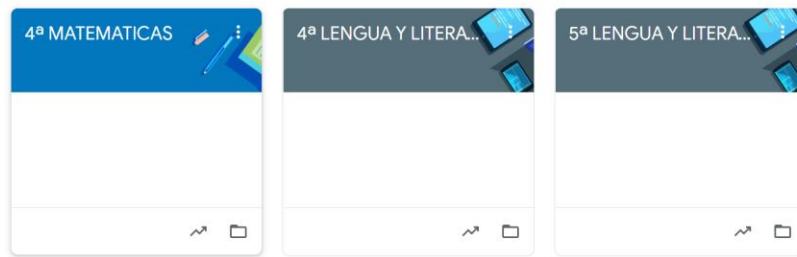 4ª MATEMATICAS
4ª LENGUA Y LITERA...
5ª LENGUA Y LITERA...